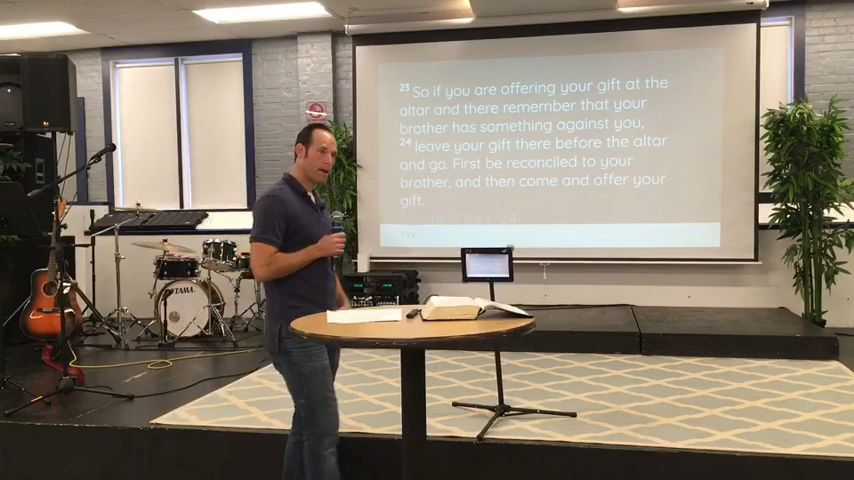 23 So if you are offering your gift at the
altar and there remember that your
brother has something against you,
24 leave your gift there before the altar
and go. First be reconciled to your
brother, and then come and offer your
gift.
ESV
TAMA